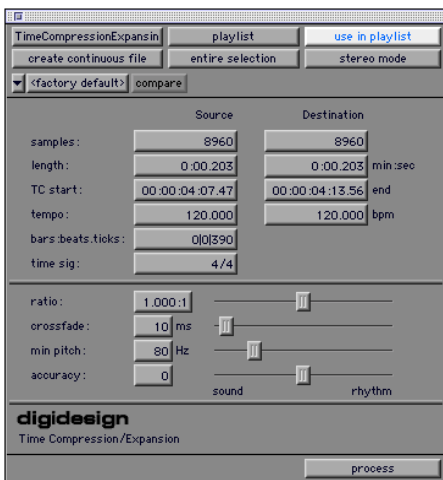 TimeCompressionExpansin playlist use in playlist
create continuous file entire selection stereo mode
<factory default> compare
Source Destination
samples: 8960 8960
length: 0:00.203 0:00.203 min:sec
TC start: 00:00:04:07.47 00:00:04:13.56 end
tempo: 120.000 120.000 bpm
bars:beats.ticks: 0|0|390
time sig: 4/4
ratio: 1.000:1
crossfade: 10 ms
min pitch: 80 Hz
accuracy: 0
sound rhythm
digidesign
Time Compression/Expansion
process